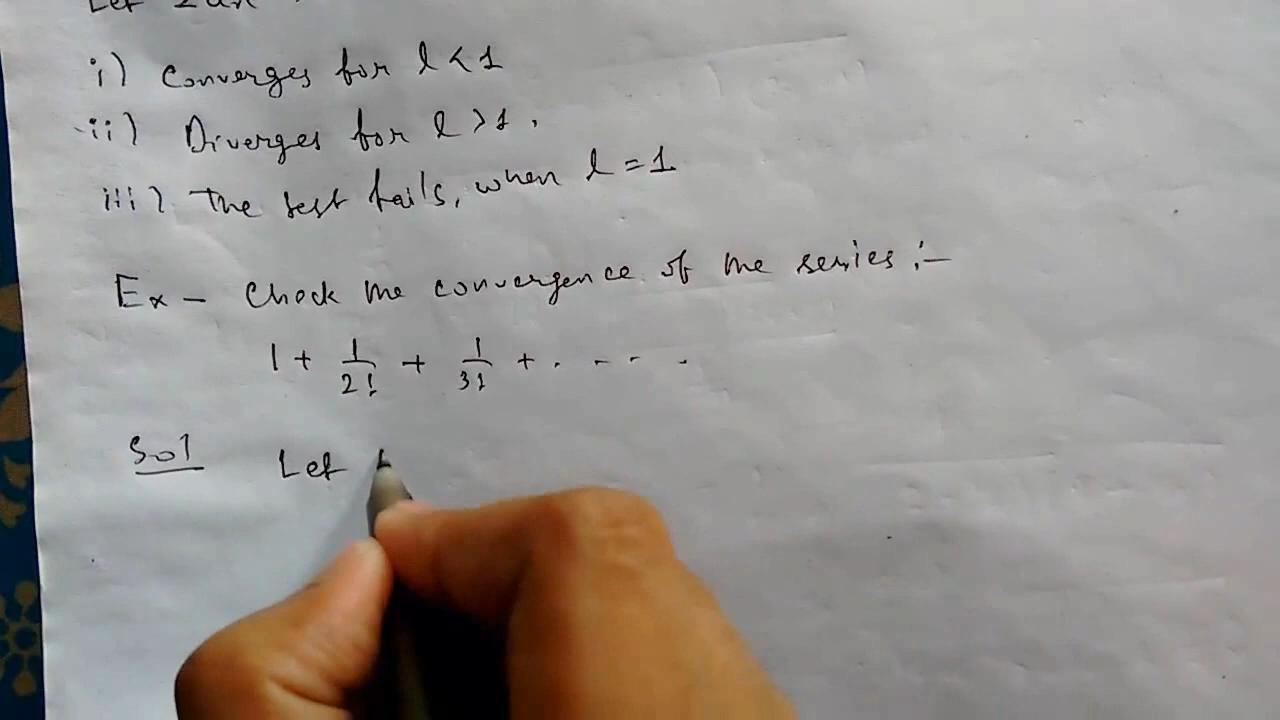 Let
i) Converges for l < 1
ii) Diverges for l > 1.
iii) The test fails, when l = 1
Ex - Check the convergence of the series :-
1 + 1/2! + 1/3! + . - - .
Sol Let